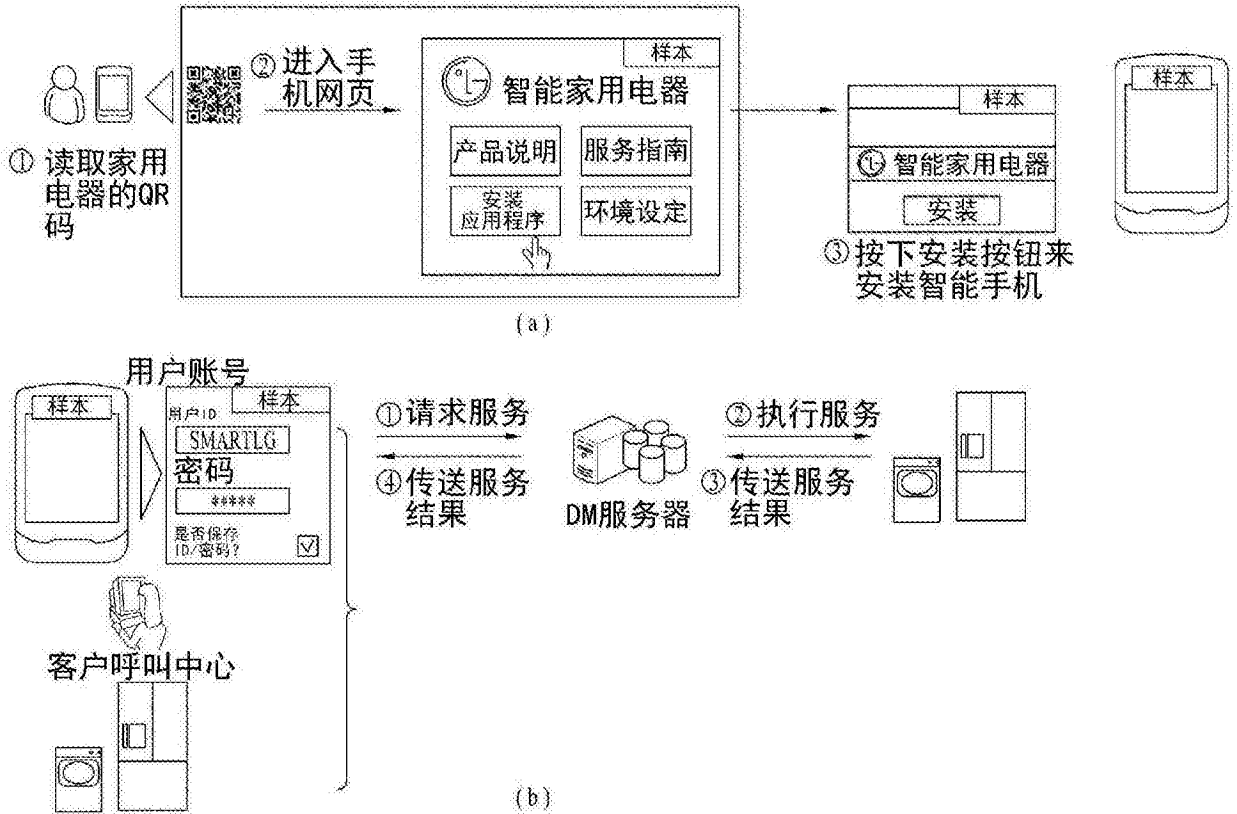 ① 读取家用
电器的QR
码
② 进入手
机网页
样本
智能家用电器
产品说明
服务指南
安装
应用程序
环境设定
样本
智能家用电器
安装
③ 按下安装按钮来
安装智能手机
样本
(a)
样本
用户账号
样本
用户ID
SMARTLG
密码
*****
是否保存
ID/密码?
客户呼叫中心
① 请求服务
④ 传送服务
结果
DM服务器
② 执行服务
③ 传送服务
结果
(b)